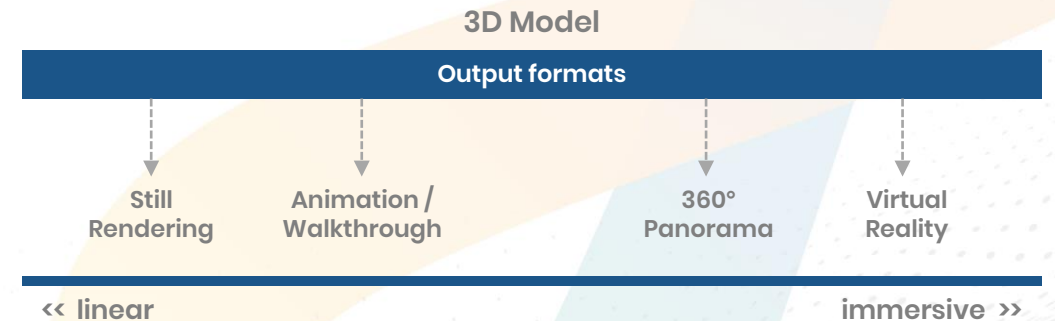 3D Model
Output formats
Still
Rendering
Animation /
Walkthrough
360°
Panorama
Virtual
Reality
<< linear
immersive >>